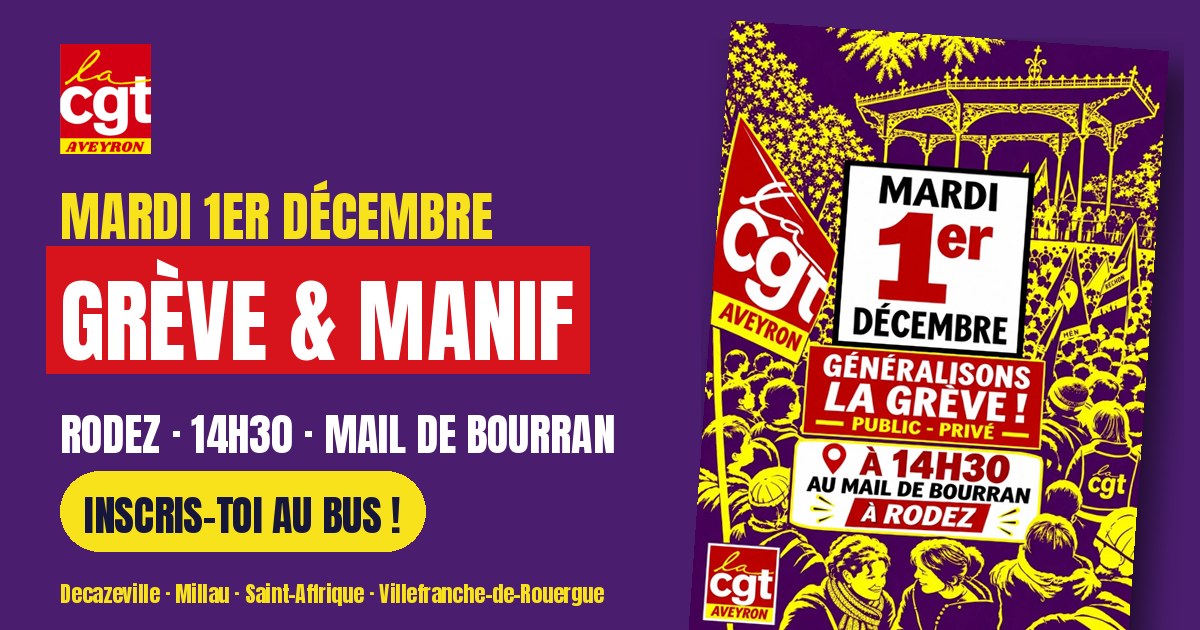 la
cgt
AVEYRON
MARDI 1ER DÉCEMBRE
GRÈVE & MANIF
RODEZ · 14H30 · MAIL DE BOURRAN
INSCRIS-TOI AU BUS !
Decazeville · Millau · Saint-Affrique · Villefranche-de-Rouergue
la
cgt
AVEYRON
MARDI
1er
DÉCEMBRE
GÉNÉRALISONS
LA GRÈVE !
PUBLIC - PRIVÉ
À 14H30
AU MAIL DE BOURRAN
À RODEZ
la
cgt
la
cgt
AVEYRON